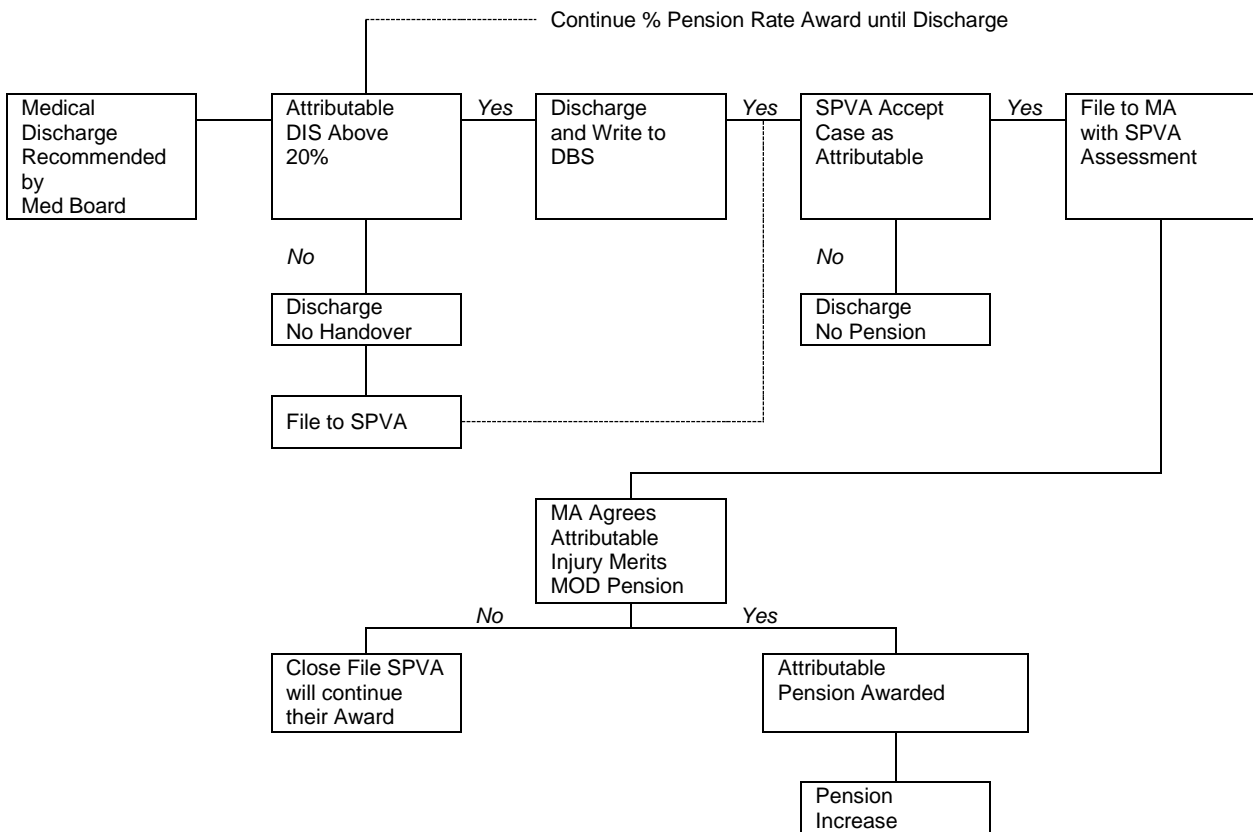 Continue % Pension Rate Award until Discharge
Medical
Discharge
Recommended
by
Med Board
Attributable
DIS Above
20%
Yes
Discharge
and Write to
DBS
Yes
SPVA Accept
Case as
Attributable
Yes
File to MA
with SPVA
Assessment
No
Discharge
No Handover
File to SPVA
No
Discharge
No Pension
MA Agrees
Attributable
Injury Merits
MOD Pension
No
Yes
Close File SPVA
will continue
their Award
Attributable
Pension Awarded
Pension
Increase